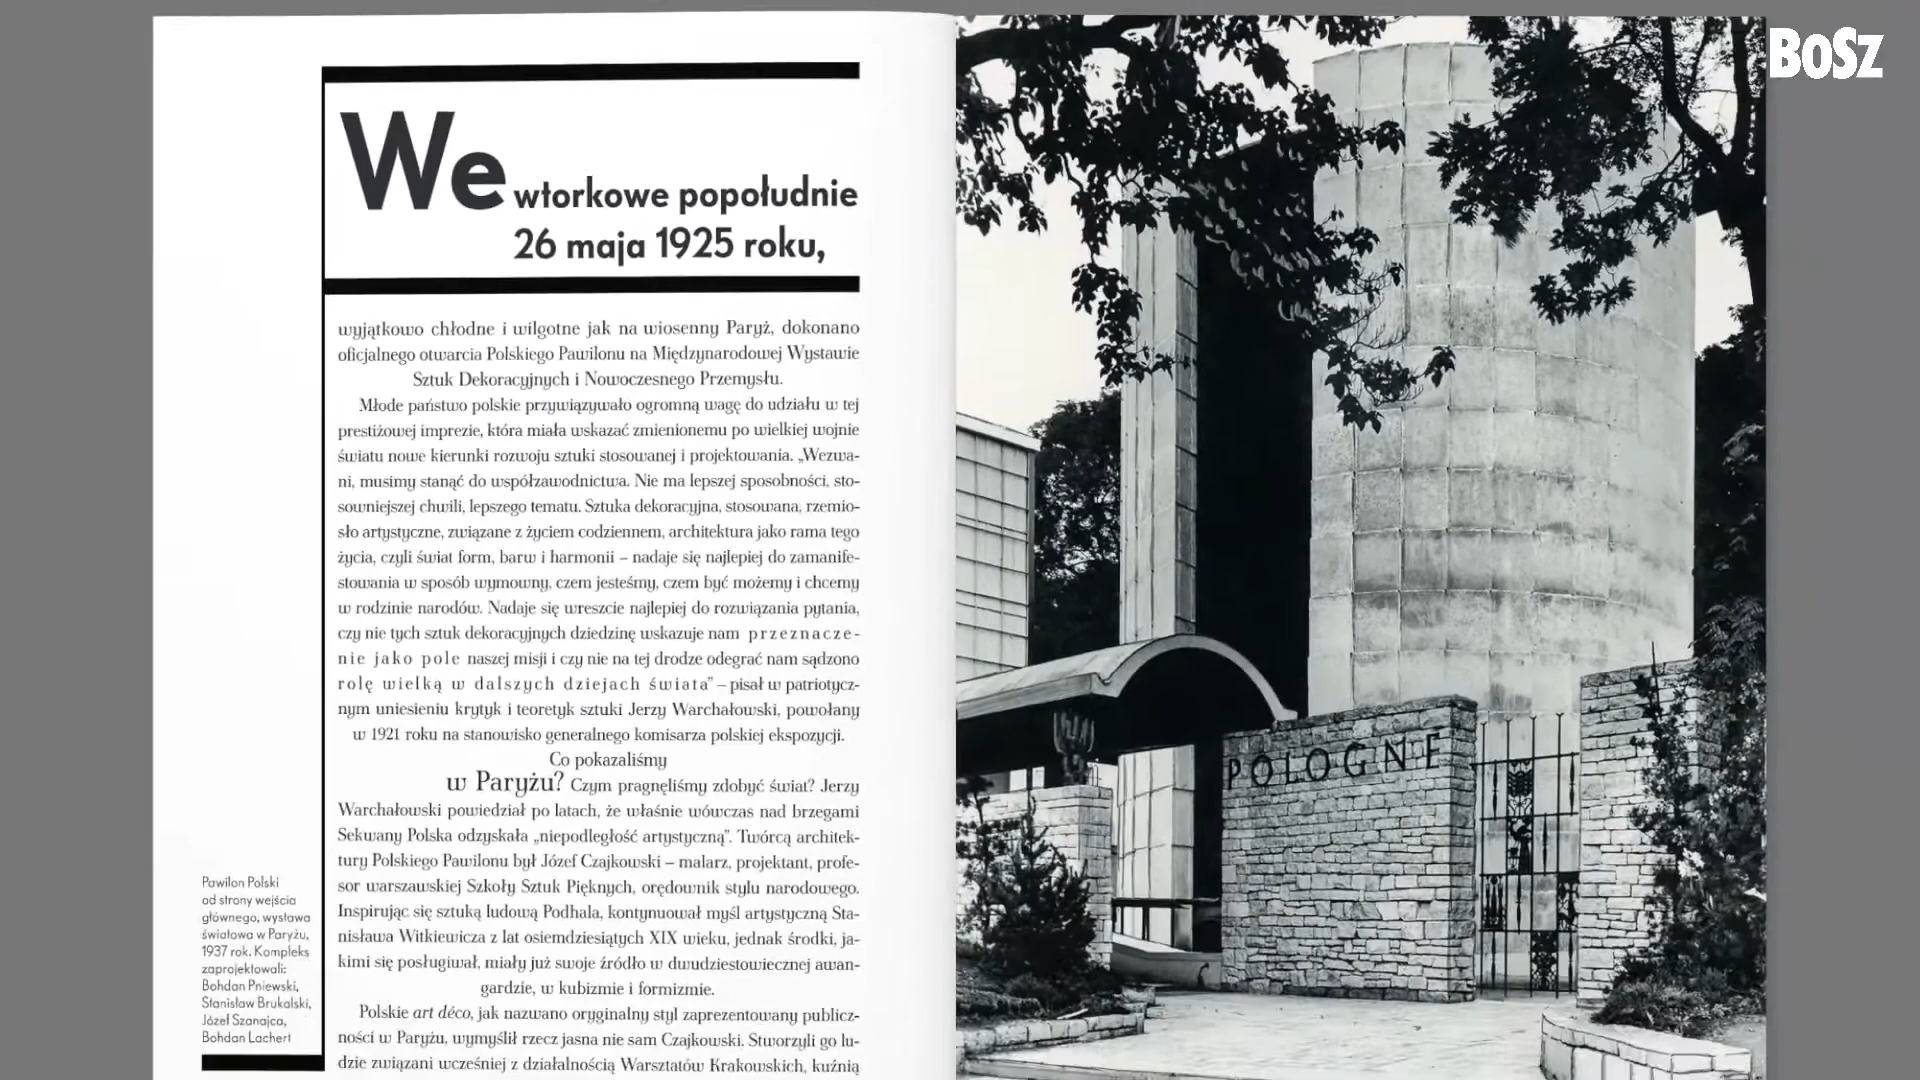 BOSZ
We wtorkowe popołudnie
26 maja 1925 roku,
wyjątkowo chłodne i wilgotne jak na wiosenny Paryż, dokonano
oficjalnego otwarcia Polskiego Pawilonu na Międzynarodowej Wystawie
Sztuk Dekoracyjnych i Nowoczesnego Przemysłu.
Młode państwo polskie przywiązywało ogromną wagę do udziału w tej
prestiżowej imprezie, która miała wskazać zmienionemu po wielkiej wojnie
światu nowe kierunki rozwoju sztuki stosowanej i projektowania. „Wezwa-
ni, musimy stanąć do współzawodnictwa. Nie ma lepszej sposobności, sto-
sowniejszej chwili, lepszego tematu. Sztuka dekoracyjna, stosowana, rzemio-
sło artystyczne, związane z życiem codziennem, architektura jako rama tego
życia, czyli świat form, barw i harmonii – nadaje się najlepiej do zamanife-
stowania w sposób wymowny, czem jesteśmy, czem być możemy i chcemy
w rodzinie narodów. Nadaje się wreszcie najlepiej do rozwiązania pytania,
czy nie tych sztuk dekoracyjnych dziedzinę wskazuje nam przeznacze-
nie jako pole naszej misji i czy nie na tej drodze odegrać nam sądzono
rolę wielką w dalszych dziejach świata” – pisał w patriotycz-
nym uniesieniu krytyk i teoretyk sztuki Jerzy Warchałowski, powołany
w 1921 roku na stanowisko generalnego komisarza polskiej ekspozycji.
Co pokazaliśmy
w Paryżu? Czym pragnęliśmy zdobyć świat? Jerzy
Warchałowski powiedział po latach, że właśnie wówczas nad brzegami
Sekwany Polska odzyskała „niepodległość artystyczną”. Twórcą architek-
tury Polskiego Pawilonu był Józef Czajkowski – malarz, projektant, profe-
sor warszawskiej Szkoły Sztuk Pięknych, orędownik stylu narodowego.
Inspirując się sztuką ludową Podhala, kontynuował myśl artystyczną Sta-
nisława Witkiewicza z lat osiemdziesiątych XIX wieku, jednak środki, ja-
kimi się posługiwał, miały już swoje źródło w dwudziestowiecznej awan-
gardzie, w kubizmie i formizmie.
Polskie art déco, jak nazwano oryginalny styl zaprezentowany publicz-
ności w Paryżu, wymyślił rzecz jasna nie sam Czajkowski. Stworzyli go lu-
dzie związani wcześniej z działalnością Warsztatów Krakowskich, kuźnią
Pawilon Polski
od strony wejścia
głównego, wystawa
światowa w Paryżu,
1937 rok. Kompleks
zaprojektowali:
Bohdan Pniewski,
Stanisław Brukalski,
Józef Szanajca,
Bohdan Lachert
POLOGNE